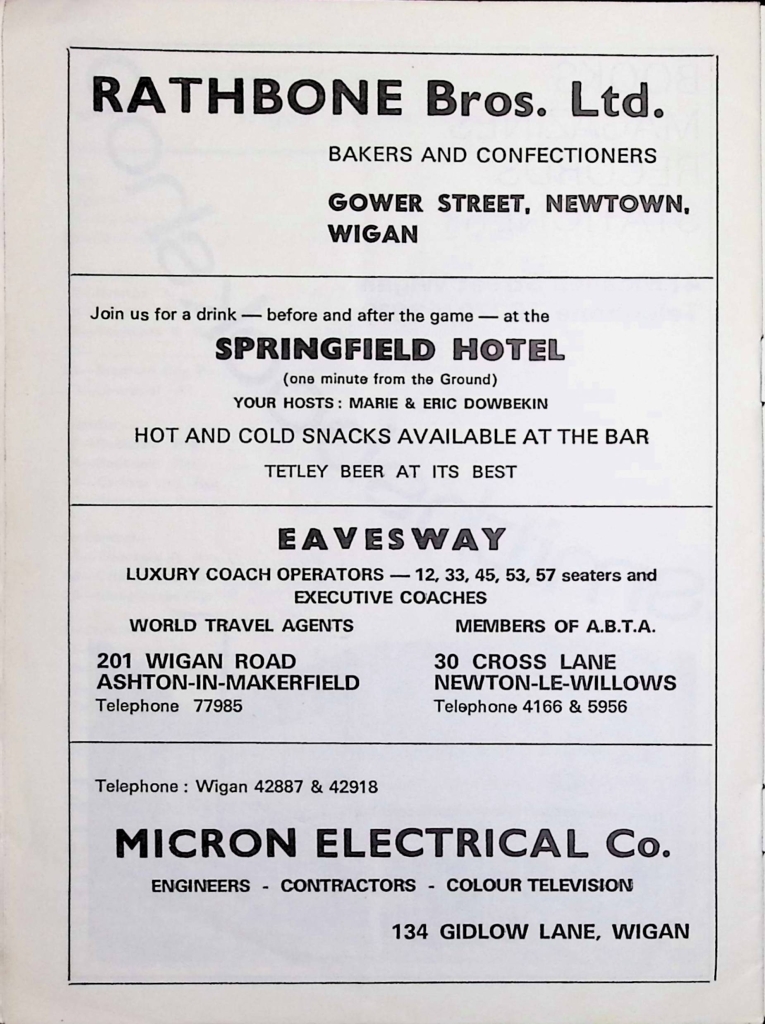 RATHBONE Bros. Ltd.
BAKERS AND CONFECTIONERS
GOWER STREET, NEWTOWN,
WIGAN
Join us for a drink — before and after the game — at the
SPRINGFIELD HOTEL
(one minute from the Ground)
YOUR HOSTS : MARIE & ERIC DOWBEKIN
HOT AND COLD SNACKS AVAILABLE AT THE BAR
TETLEY BEER AT ITS BEST
EAVESWAY
LUXURY COACH OPERATORS — 12, 33, 45, 53, 57 seaters and
EXECUTIVE COACHES
WORLD TRAVEL AGENTS MEMBERS OF A.B.T.A.
201 WIGAN ROAD
ASHTON-IN-MAKERFIELD
Telephone 77985
30 CROSS LANE
NEWTON-LE-WILLOWS
Telephone 4166 & 5956
Telephone : Wigan 42887 & 42918
MICRON ELECTRICAL Co.
ENGINEERS - CONTRACTORS - COLOUR TELEVISION
134 GIDLOW LANE, WIGAN